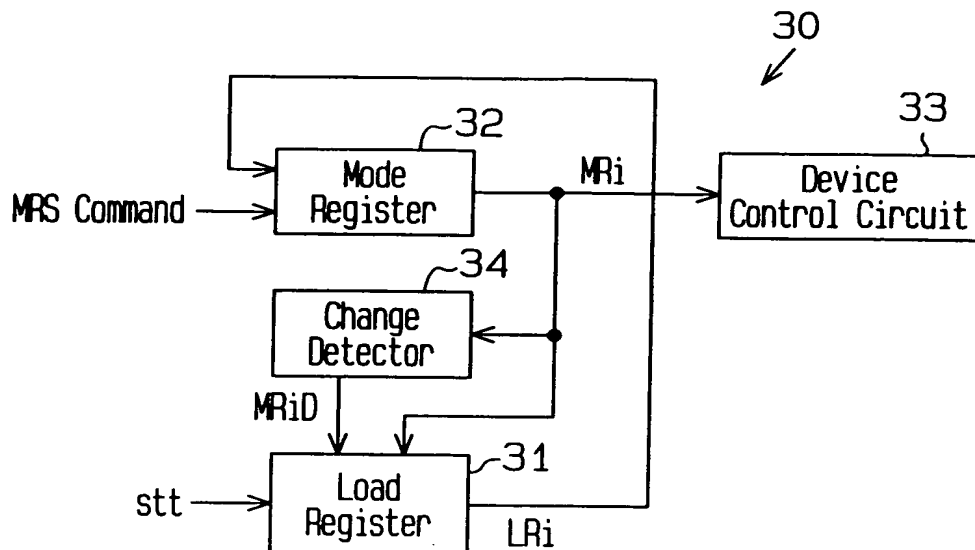 30
32
33
Mode
Register
MRi
Device
Control Circuit
MRS Command
34
Change
Detector
MRiD
31
stt
Load
Register
LRi